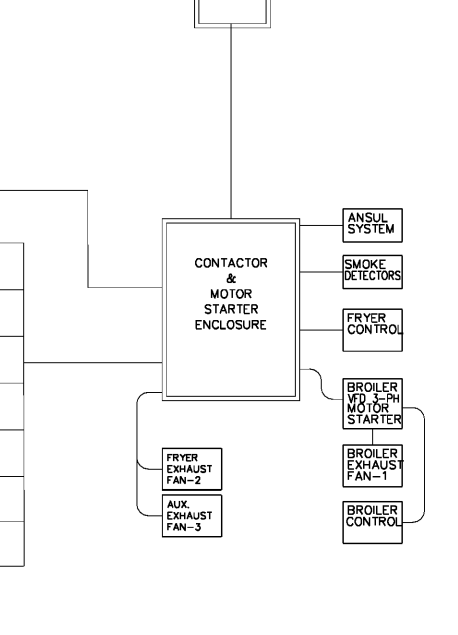 CONTACTOR
&
MOTOR
STARTER
ENCLOSURE
ANSUL
SYSTEM
SMOKE
DETECTORS
FRYER
CONTROL
BROILER
VFD 3-PH
MOTOR
STARTER
BROILER
EXHAUST
FAN-1
BROILER
CONTROL
FRYER
EXHAUST
FAN-2
AUX.
EXHAUST
FAN-3